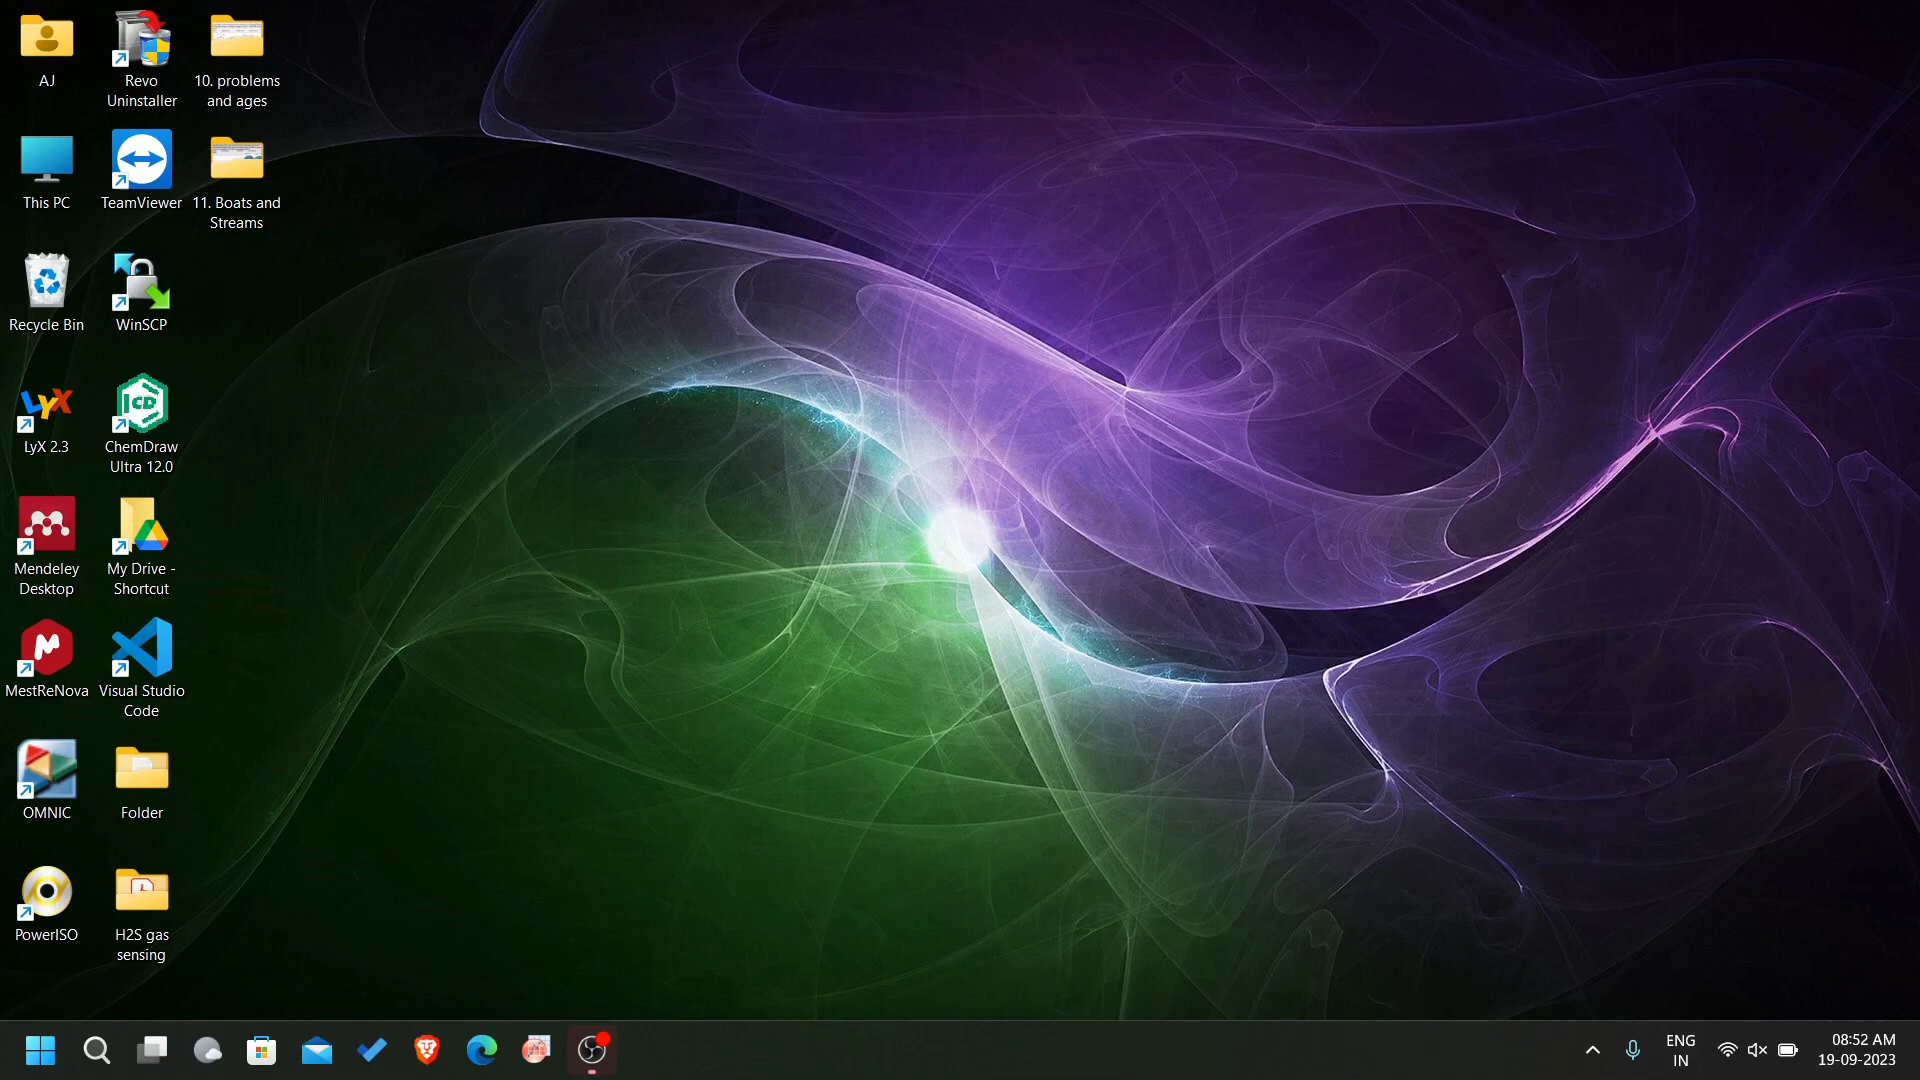 AJ
Revo
Uninstaller
10. problems
and ages
This PC
TeamViewer
11. Boats and
Streams
Recycle Bin
WinSCP
LyX
LyX 2.3
CD
ChemDraw
Ultra 12.0
Mendeley
Desktop
My Drive -
Shortcut
MestReNova
Visual Studio
Code
OMNIC
Folder
PowerISO
H2S gas
sensing
ENG
IN
08:52 AM
19-09-2023